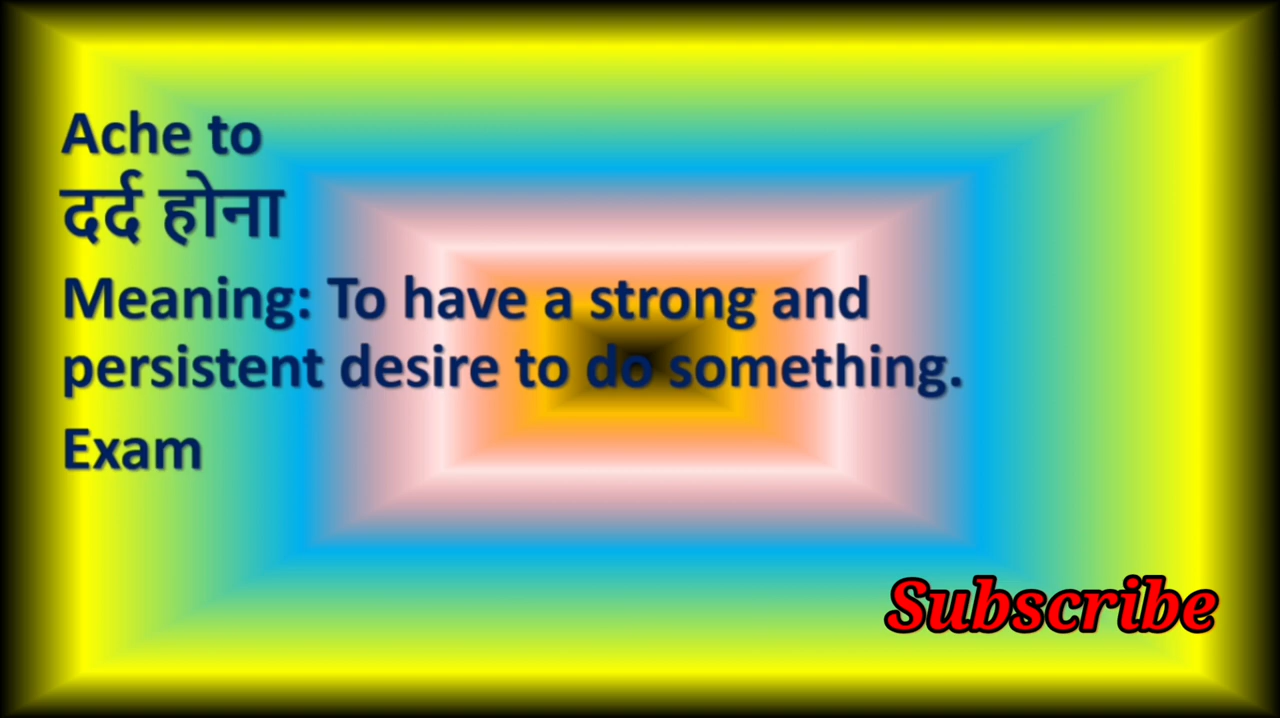 Ache to
दर्द होना
Meaning: To have a strong and
persistent desire to do something.
Exam
Subscribe